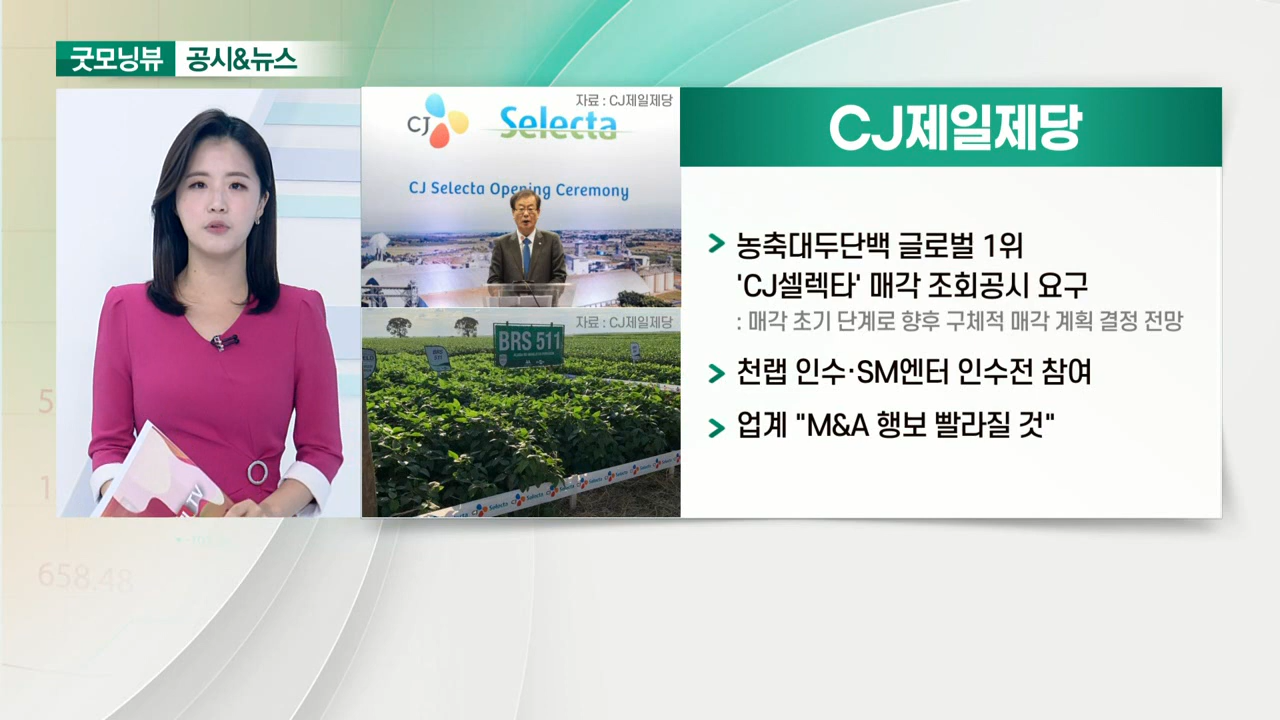 굿모닝뷰 공시&뉴스
자료 : CJ제일제당
CJ Selecta
CJ Selecta Opening Ceremony
자료 : CJ제일제당
BRS 511
CJ제일제당
농축대두단백 글로벌 1위
'CJ셀렉타' 매각 조회공시 요구
: 매각 초기 단계로 향후 구체적 매각 계획 결정 전망
천랩 인수·SM엔터 인수전 참여
업계 "M&A 행보 빨라질 것"
TV
658.48